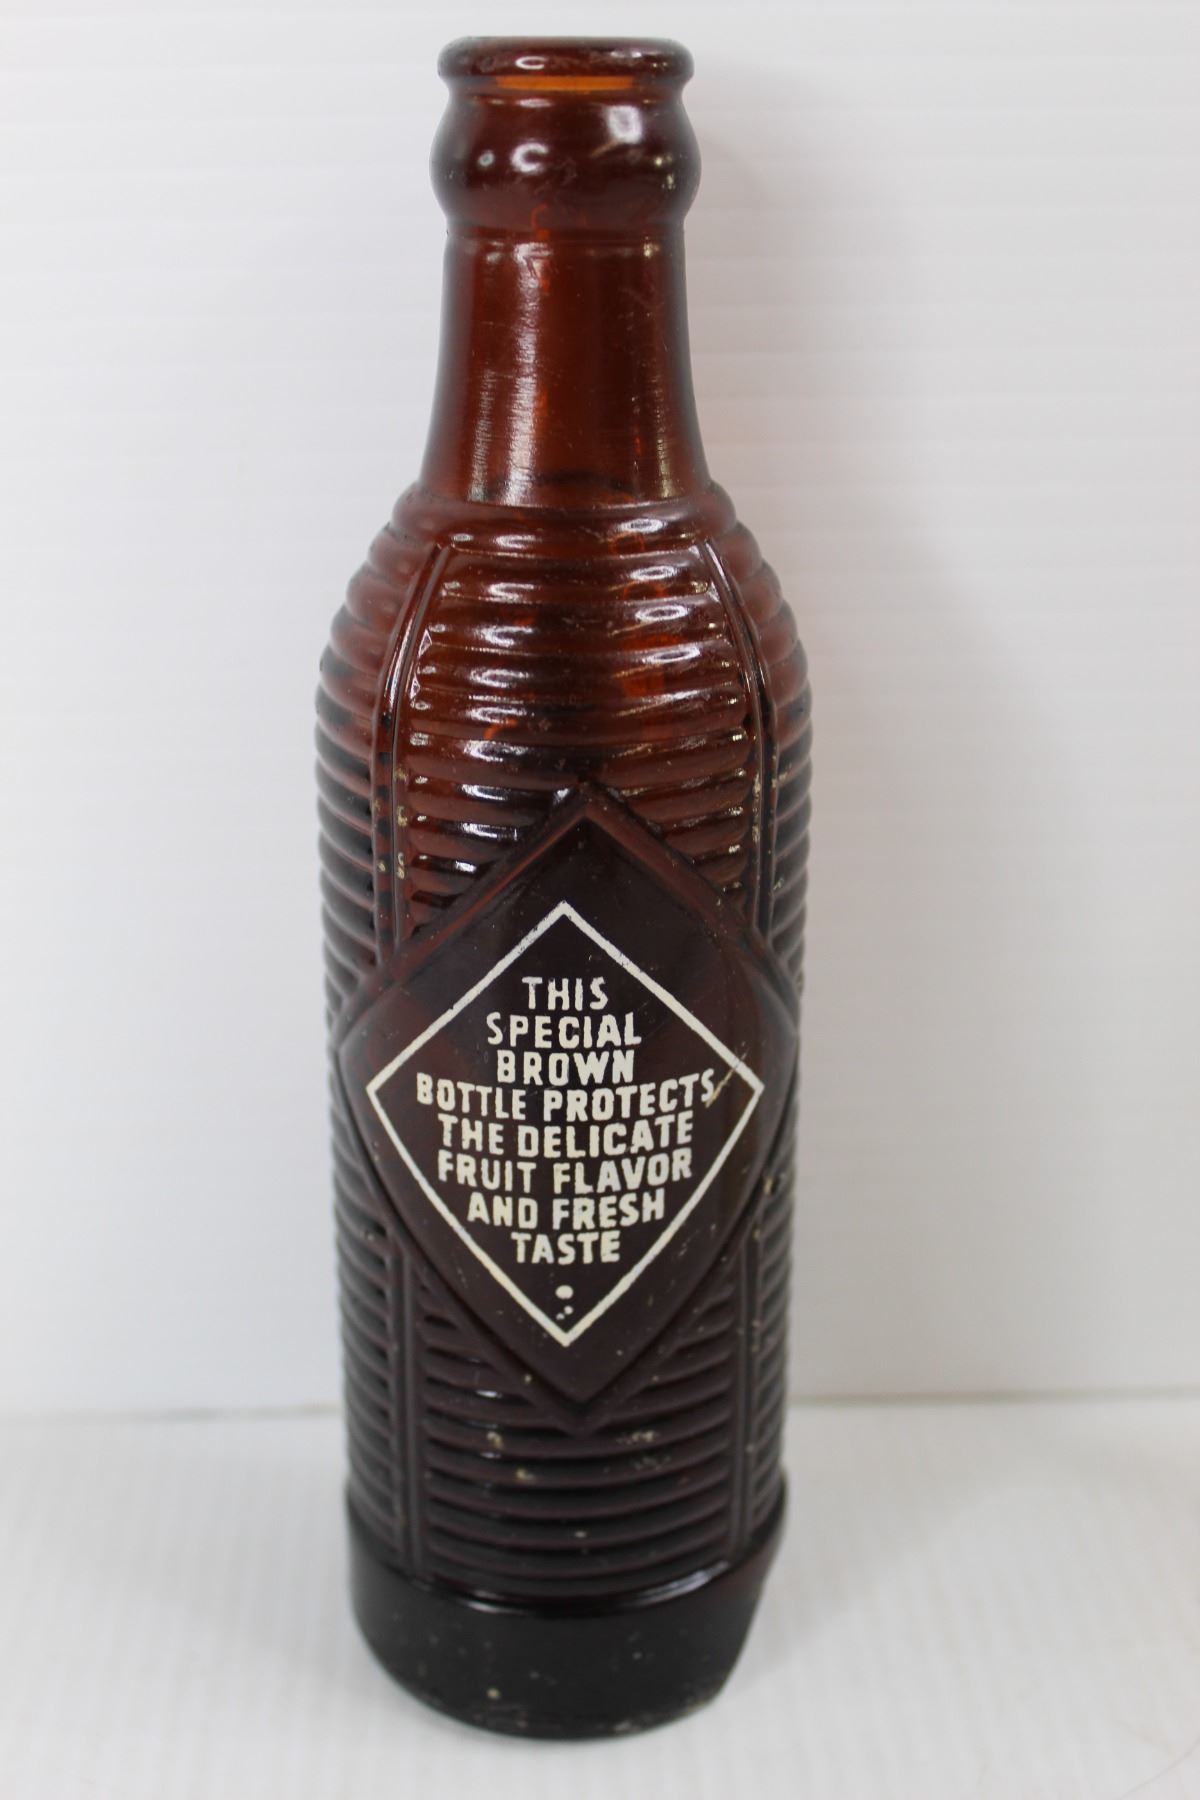 THIS
SPECIAL
BROWN
BOTTLE PROTECTS
THE DELICATE
FRUIT FLAVOR
AND FRESH
TASTE